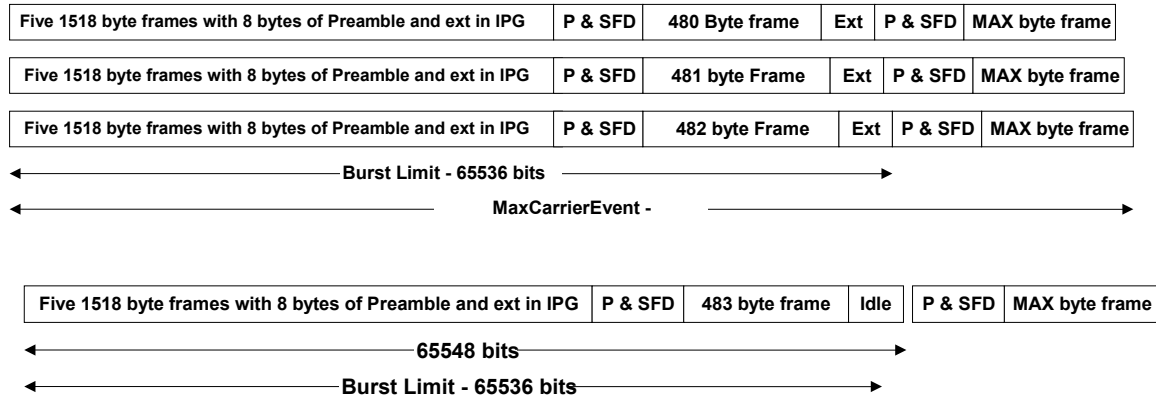 Five 1518 byte frames with 8 bytes of Preamble and ext in IPG P & SFD 480 Byte frame Ext P & SFD MAX byte frame
Five 1518 byte frames with 8 bytes of Preamble and ext in IPG P & SFD 481 byte Frame Ext P & SFD MAX byte frame
Five 1518 byte frames with 8 bytes of Preamble and ext in IPG P & SFD 482 byte Frame Ext P & SFD MAX byte frame
Burst Limit - 65536 bits
MaxCarrierEvent -
Five 1518 byte frames with 8 bytes of Preamble and ext in IPG P & SFD 483 byte frame Idle P & SFD MAX byte frame
65548 bits
Burst Limit - 65536 bits